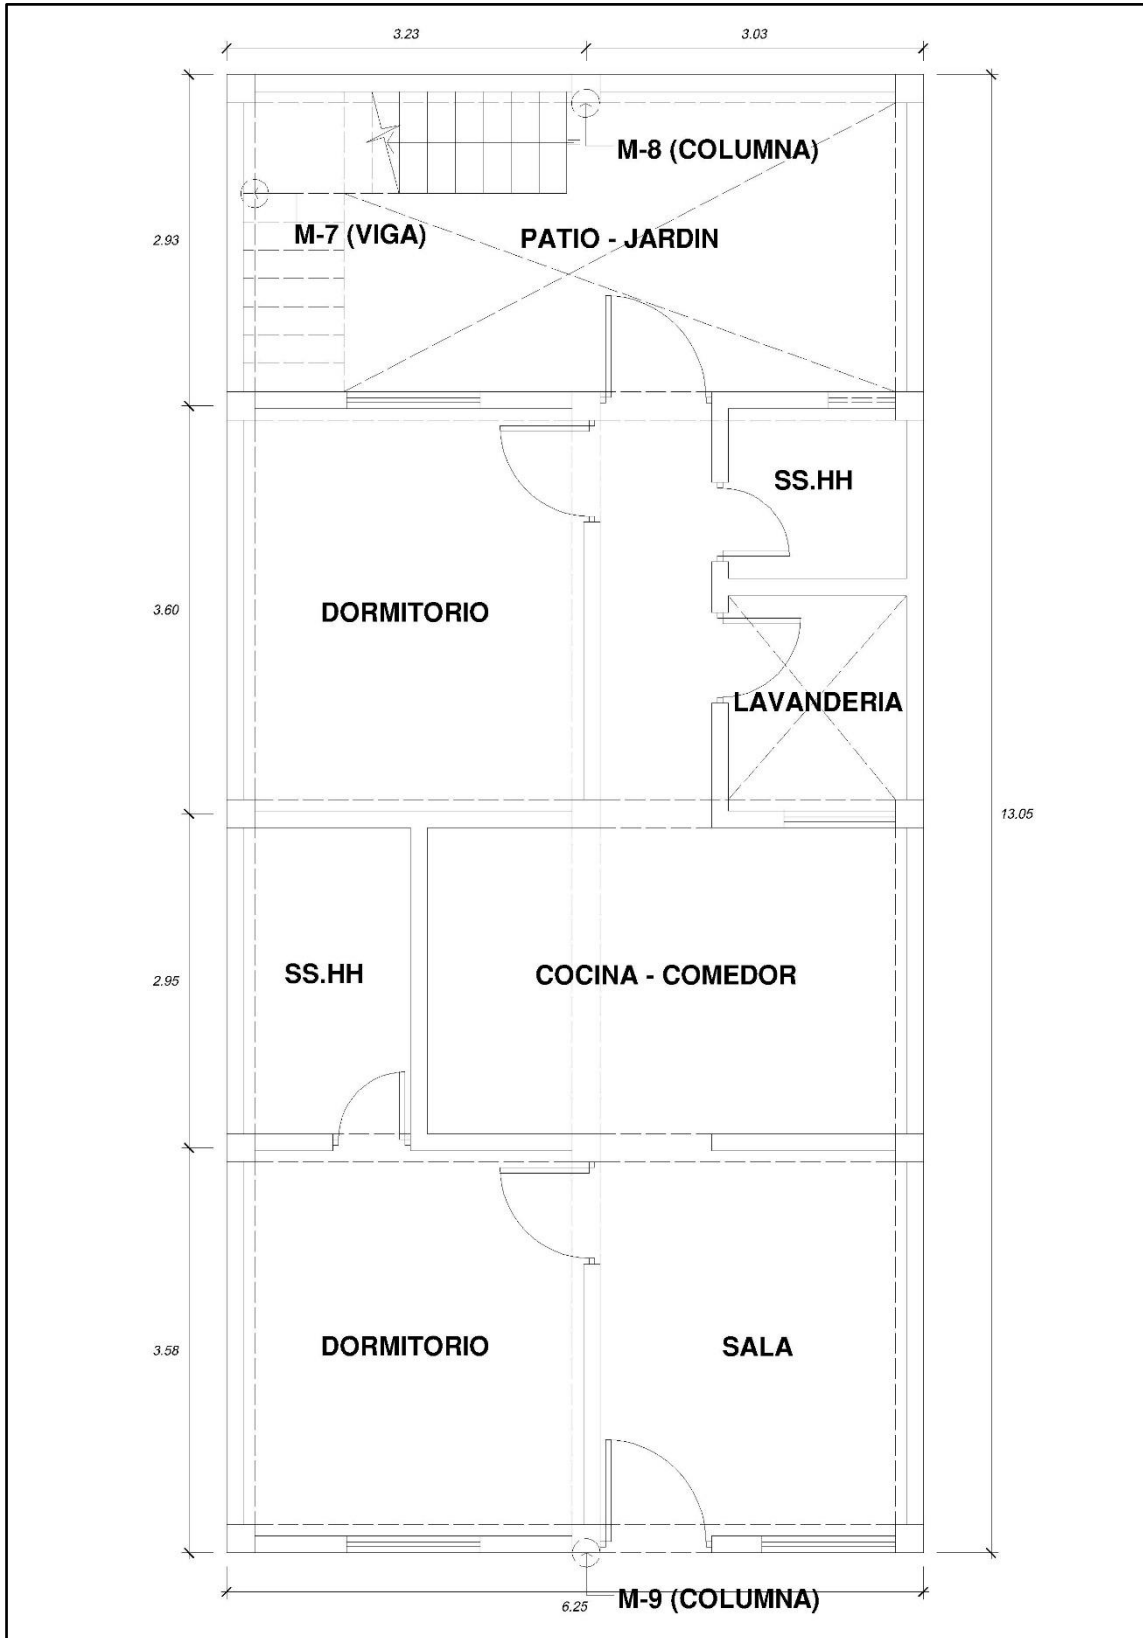 3.23
3.03
M-8 (COLUMNA)
M-7 (VIGA)
PATIO - JARDIN
2.93
SS.HH
DORMITORIO
3.60
LAVANDERIA
13.05
SS.HH
COCINA - COMEDOR
2.95
DORMITORIO
SALA
3.58
6.25
M-9 (COLUMNA)